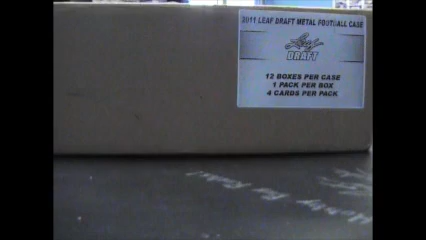 2011 LEAF DRAFT METAL FOOTBALL CASE
Leaf
DRAFT
12 BOXES PER CASE
1 PACK PER BOX
4 CARDS PER PACK